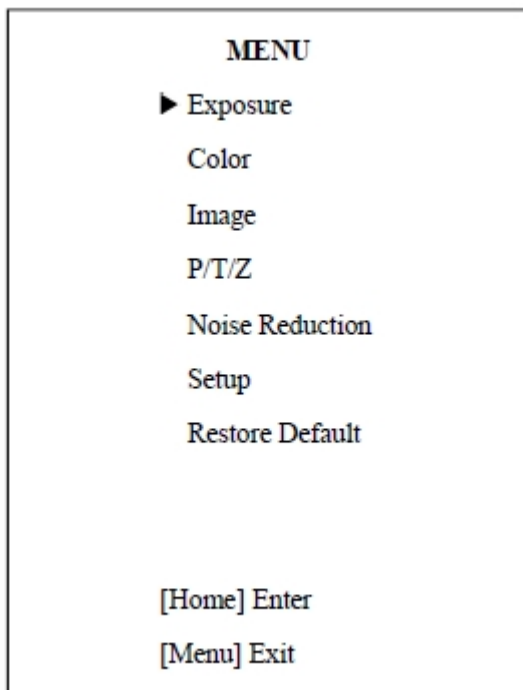 MENU
▶ Exposure
Color
Image
P/T/Z
Noise Reduction
Setup
Restore Default
[Home] Enter
[Menu] Exit